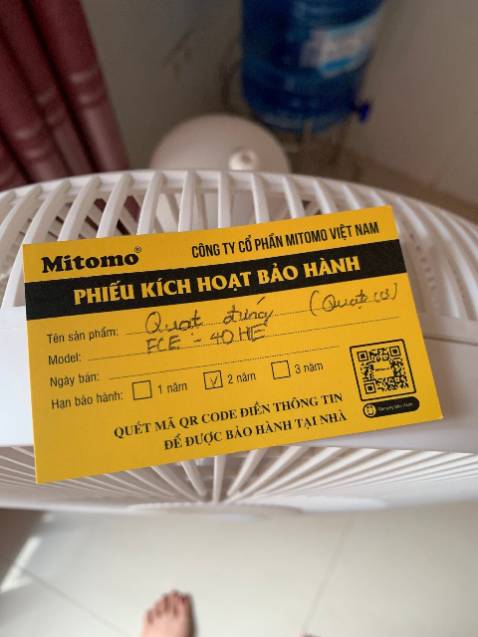 Mitomo®
CÔNG TY CỔ PHẦN MITOMO VIỆT NAM
PHIẾU KÍCH HOẠT BẢO HÀNH
Tên sản phẩm: Quạt đứng (Quạt
Model: FCE - 40HE
Ngày bán:
Hạn bảo hành: 1 năm 2 năm 3 năm
QUÉT MÃ QR CODE ĐIỀN THÔNG TIN
ĐỂ ĐƯỢC BẢO HÀNH TẠI NHÀ